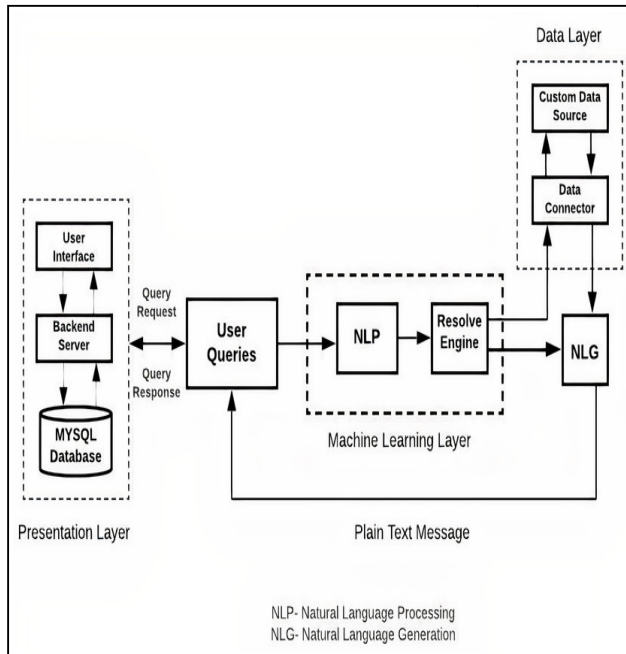 Data Layer
Custom Data
Source
Data
Connector
User
Interface
Backend
Server
MYSQL
Database
Presentation Layer
Query
Request
Query
Response
User
Queries
NLP
Resolve
Engine
Machine Learning Layer
NLG
Plain Text Message
NLP- Natural Language Processing
NLG- Natural Language Generation